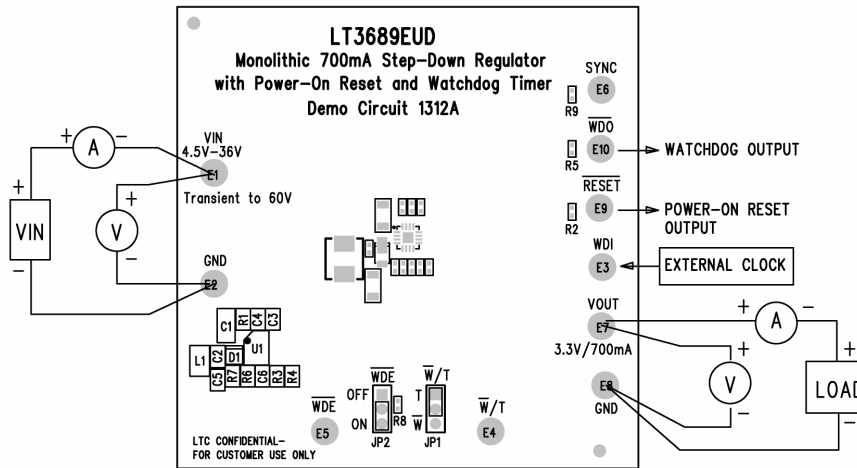 LT3689EUD
Monolithic 700mA Step-Down Regulator
with Power-On Reset and Watchdog Timer
Demo Circuit 1312A
SYNC
E6
R9
WDO
E10
R5
WATCHDOG OUTPUT
RESET
E9
R2
POWER-ON RESET
OUTPUT
WDI
E3
EXTERNAL CLOCK
VOUT
E7
3.3V/700mA
E8
GND
+ A -
+ V -
+ LOAD -
VIN
4.5V-36V
E1
Transient to 60V
+ A -
+ VIN -
+ V -
GND
E2
C1
R1
C4
C3
U1
L1
C2
D1
C5
R7
R6
C6
R3
R4
WDE
E5
WDE
OFF
ON
R8
JP2
W/T
T
W
JP1
W/T
E4
LTC CONFIDENTIAL-
FOR CUSTOMER USE ONLY